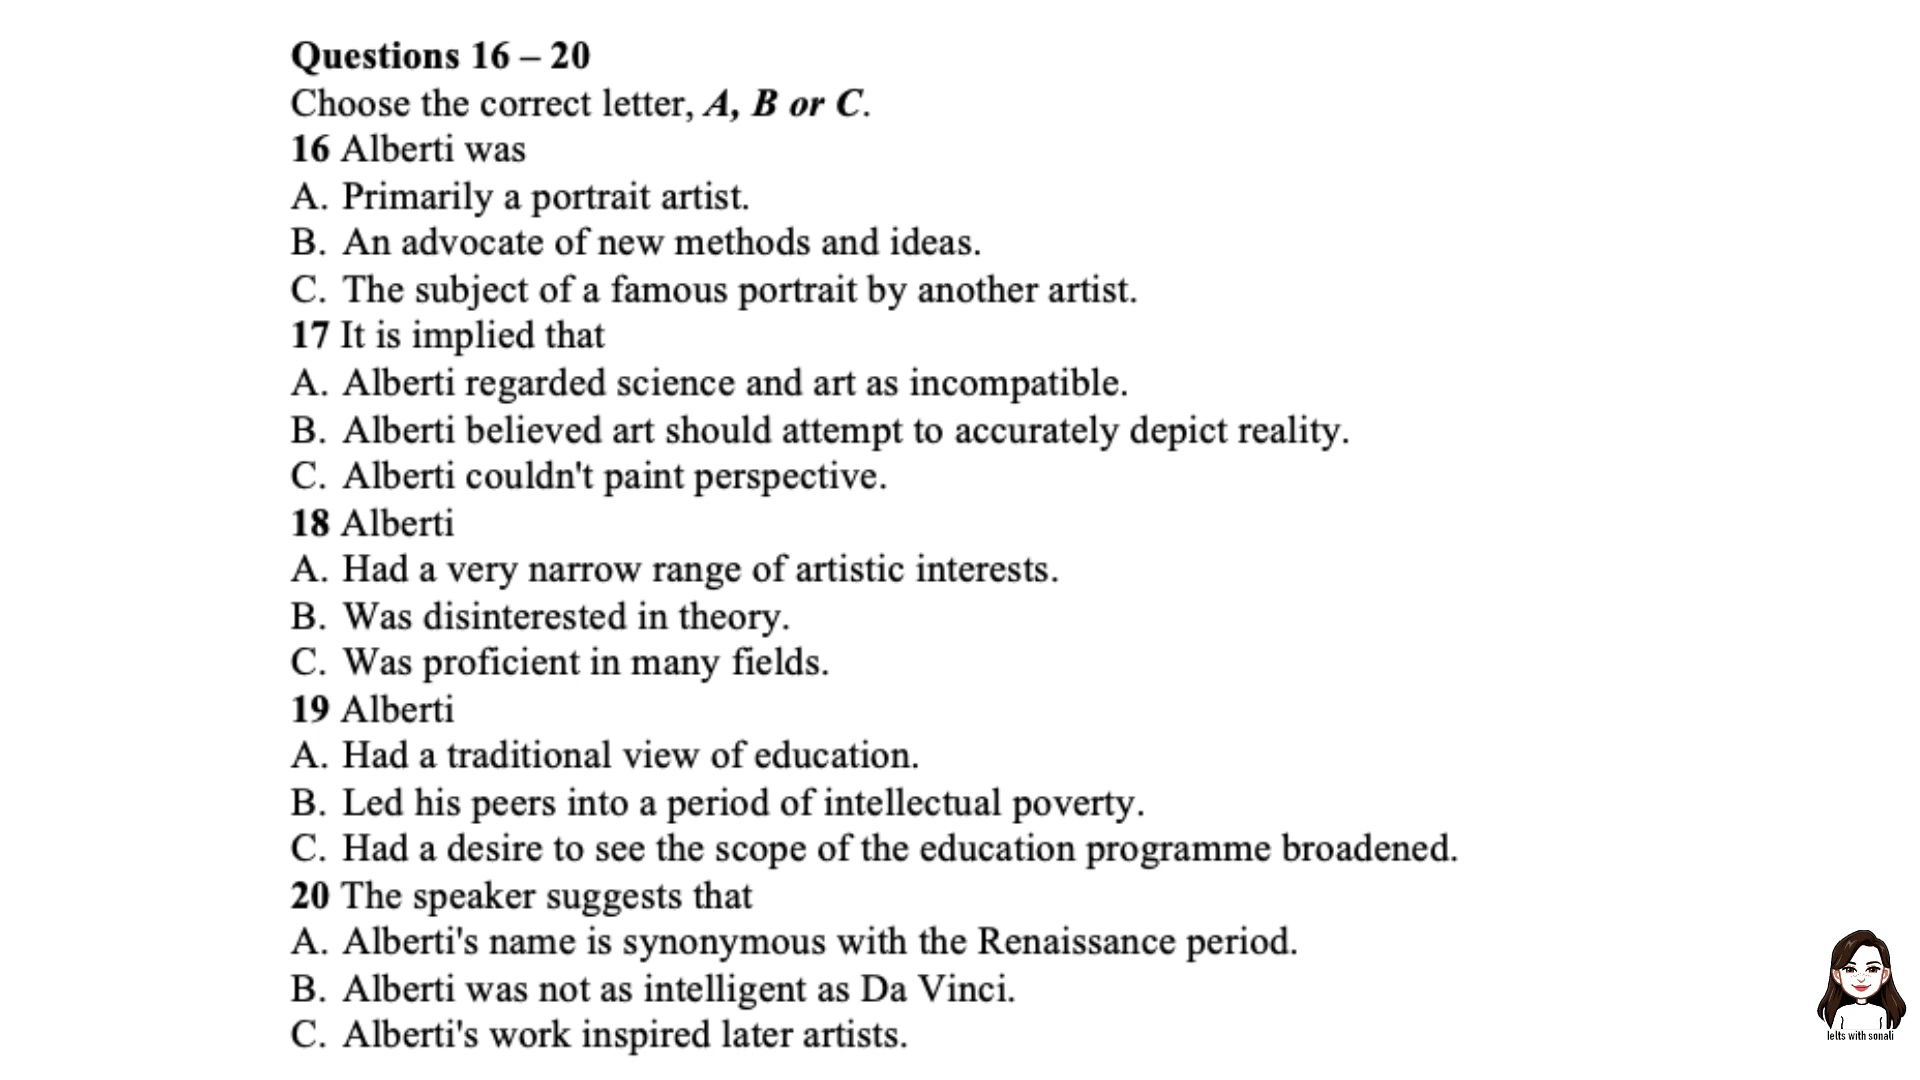 Questions 16 – 20
Choose the correct letter, A, B or C.
16 Alberti was
A. Primarily a portrait artist.
B. An advocate of new methods and ideas.
C. The subject of a famous portrait by another artist.
17 It is implied that
A. Alberti regarded science and art as incompatible.
B. Alberti believed art should attempt to accurately depict reality.
C. Alberti couldn't paint perspective.
18 Alberti
A. Had a very narrow range of artistic interests.
B. Was disinterested in theory.
C. Was proficient in many fields.
19 Alberti
A. Had a traditional view of education.
B. Led his peers into a period of intellectual poverty.
C. Had a desire to see the scope of the education programme broadened.
20 The speaker suggests that
A. Alberti's name is synonymous with the Renaissance period.
B. Alberti was not as intelligent as Da Vinci.
C. Alberti's work inspired later artists.
Ielts with sonali